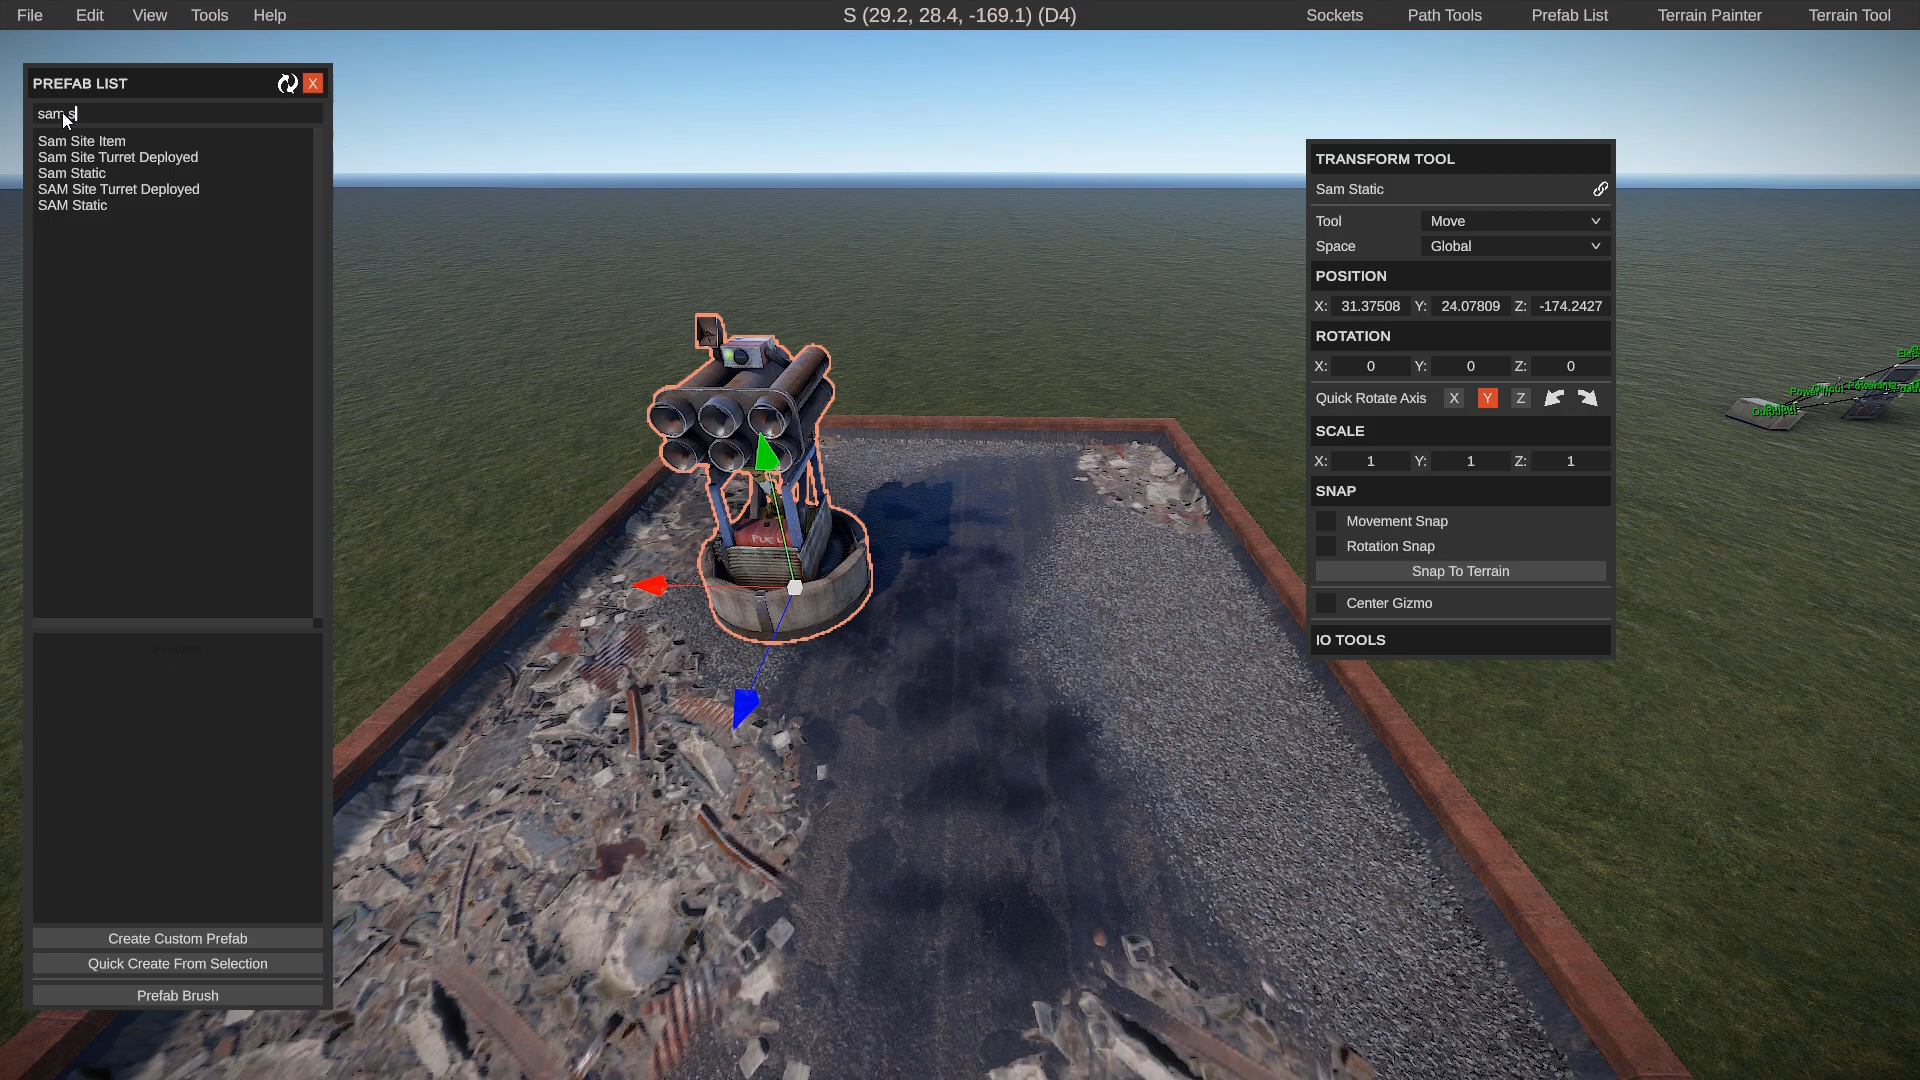 File Edit View Tools Help S (29.2, 28.4, -169.1) (D4) Sockets Path Tools Prefab List Terrain Painter Terrain Tool
PREFAB LIST X
sam s
Sam Site Item
Sam Site Turret Deployed
Sam Static
SAM Site Turret Deployed
SAM Static
Create Custom Prefab
Quick Create From Selection
Prefab Brush
FUEL
TRANSFORM TOOL
Sam Static
Tool Move
Space Global
POSITION
X: 31.37508 Y: 24.07809 Z: -174.2427
ROTATION
X: 0 Y: 0 Z: 0
Quick Rotate Axis X Y Z
SCALE
X: 1 Y: 1 Z: 1
SNAP
Movement Snap
Rotation Snap
Snap To Terrain
Center Gizmo
IO TOOLS